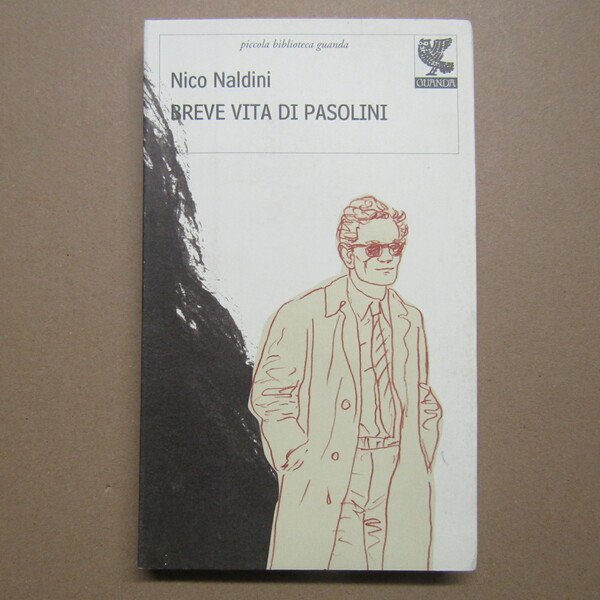 piccola biblioteca guanda
GUANDA
Nico Naldini
BREVE VITA DI PASOLINI